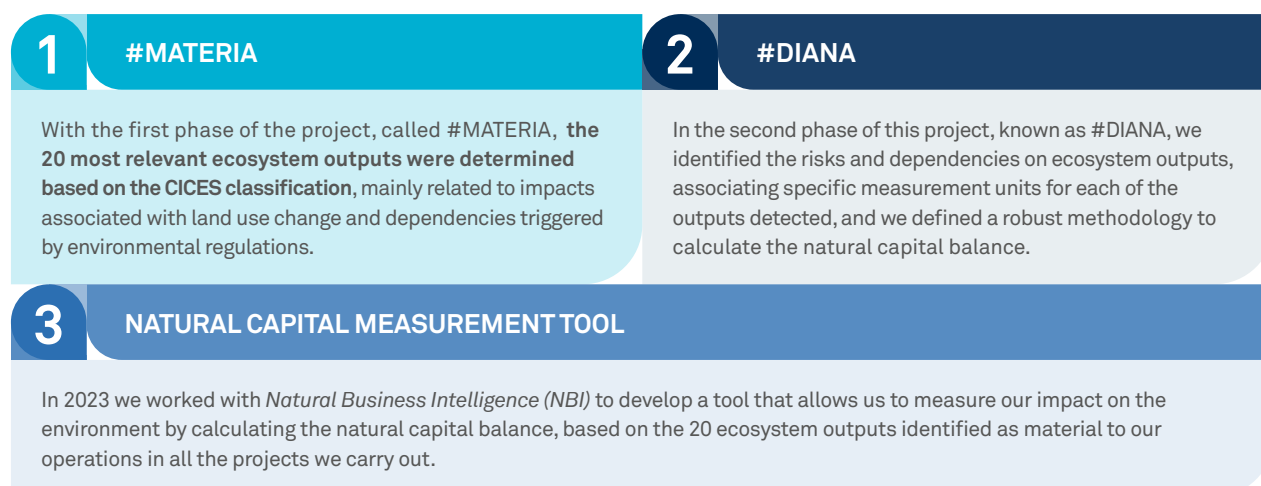 1
#MATERIA
With the first phase of the project, called #MATERIA, the
20 most relevant ecosystem outputs were determined
based on the CICES classification, mainly related to impacts
associated with land use change and dependencies triggered
by environmental regulations.
2
#DIANA
In the second phase of this project, known as #DIANA, we
identified the risks and dependencies on ecosystem outputs,
associating specific measurement units for each of the
outputs detected, and we defined a robust methodology to
calculate the natural capital balance.
3
NATURAL CAPITAL MEASUREMENT TOOL
In 2023 we worked with Natural Business Intelligence (NBI) to develop a tool that allows us to measure our impact on the
environment by calculating the natural capital balance, based on the 20 ecosystem outputs identified as material to our
operations in all the projects we carry out.